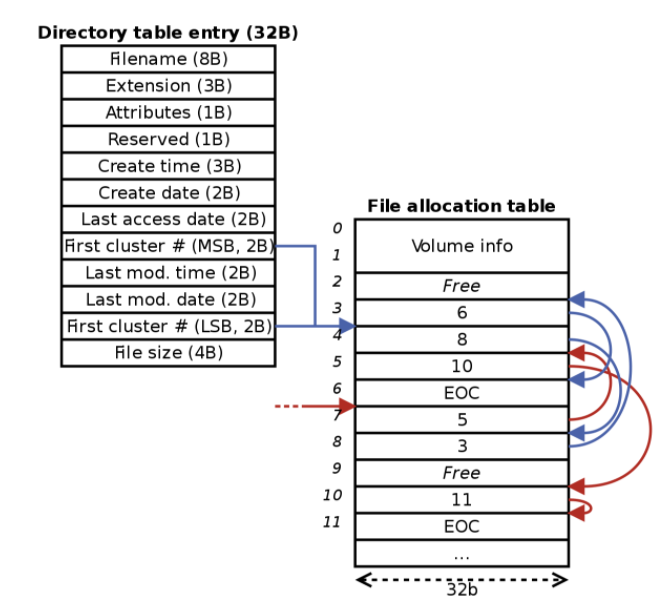 Directory table entry (32B)
Filename (8B)
Extension (3B)
Attributes (1B)
Reserved (1B)
Create time (3B)
Create date (2B)
Last access date (2B)
First cluster # (MSB, 2B)
Last mod. time (2B)
Last mod. date (2B)
First cluster # (LSB, 2B)
File size (4B)
File allocation table
0
1
Volume info
2
Free
3
6
4
8
5
10
6
EOC
7
5
8
3
9
Free
10
11
11
EOC
...
32b